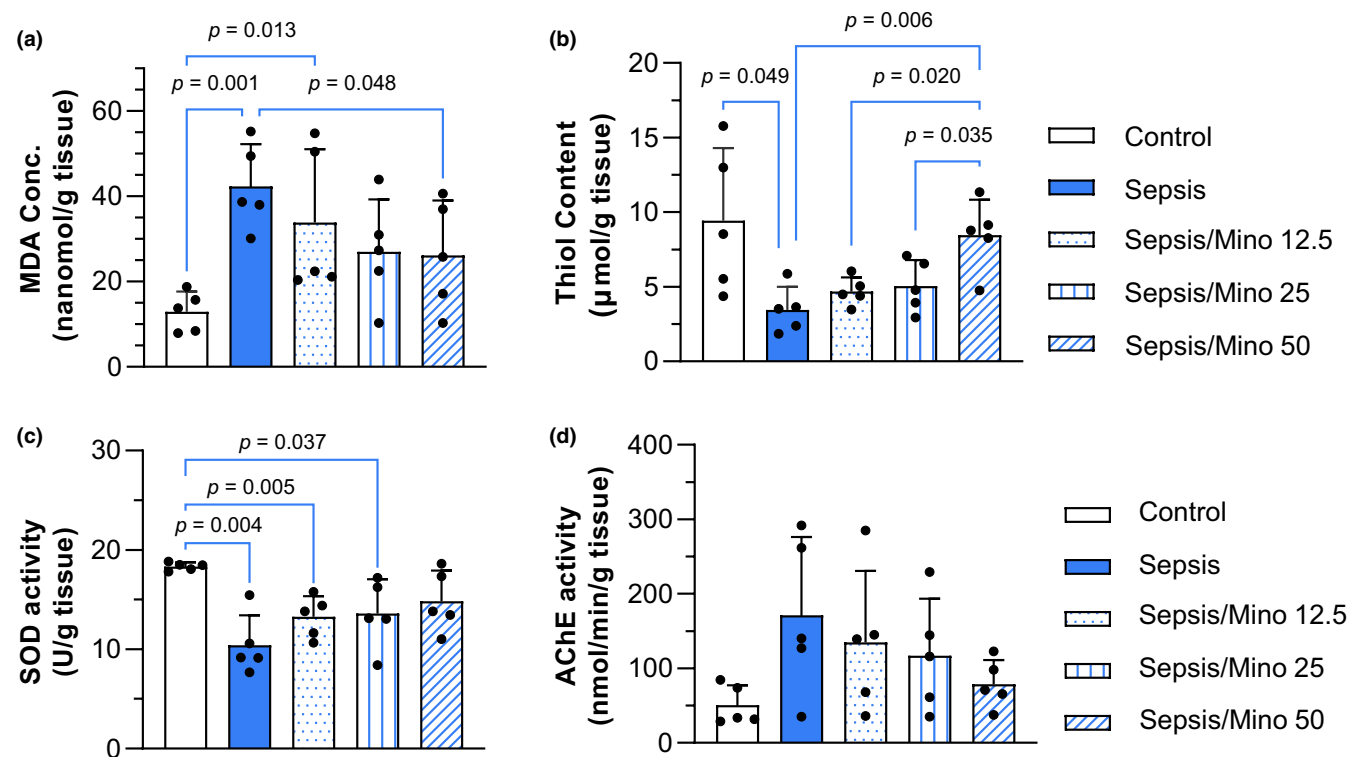 (a)
p = 0.013
p = 0.001
p = 0.048
MDA Conc.
(nanomol/g tissue)
60
40
20
0
(b)
p = 0.006
p = 0.049
p = 0.020
p = 0.035
Thiol Content
(µmol/g tissue)
20
15
10
5
0
Control
Sepsis
Sepsis/Mino 12.5
Sepsis/Mino 25
Sepsis/Mino 50
(c)
p = 0.037
p = 0.005
p = 0.004
SOD activity
(U/g tissue)
30
20
10
0
(d)
AChE activity
(nmol/min/g tissue)
400
300
200
100
0
Control
Sepsis
Sepsis/Mino 12.5
Sepsis/Mino 25
Sepsis/Mino 50